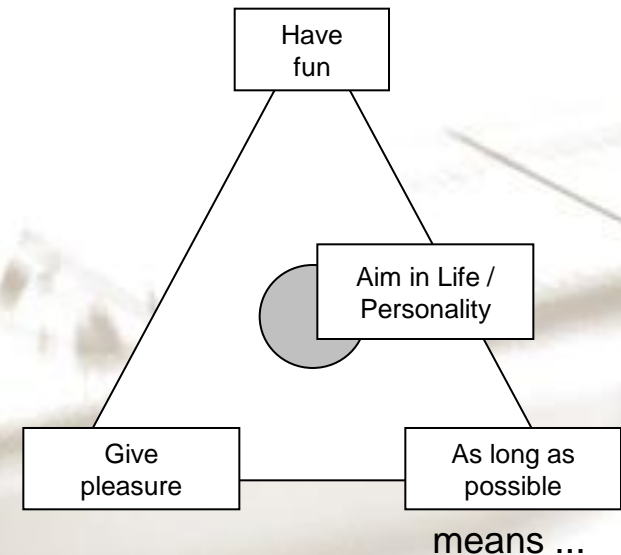 Have
fun
Aim in Life /
Personality
Give
pleasure
As long as
possible
means ...